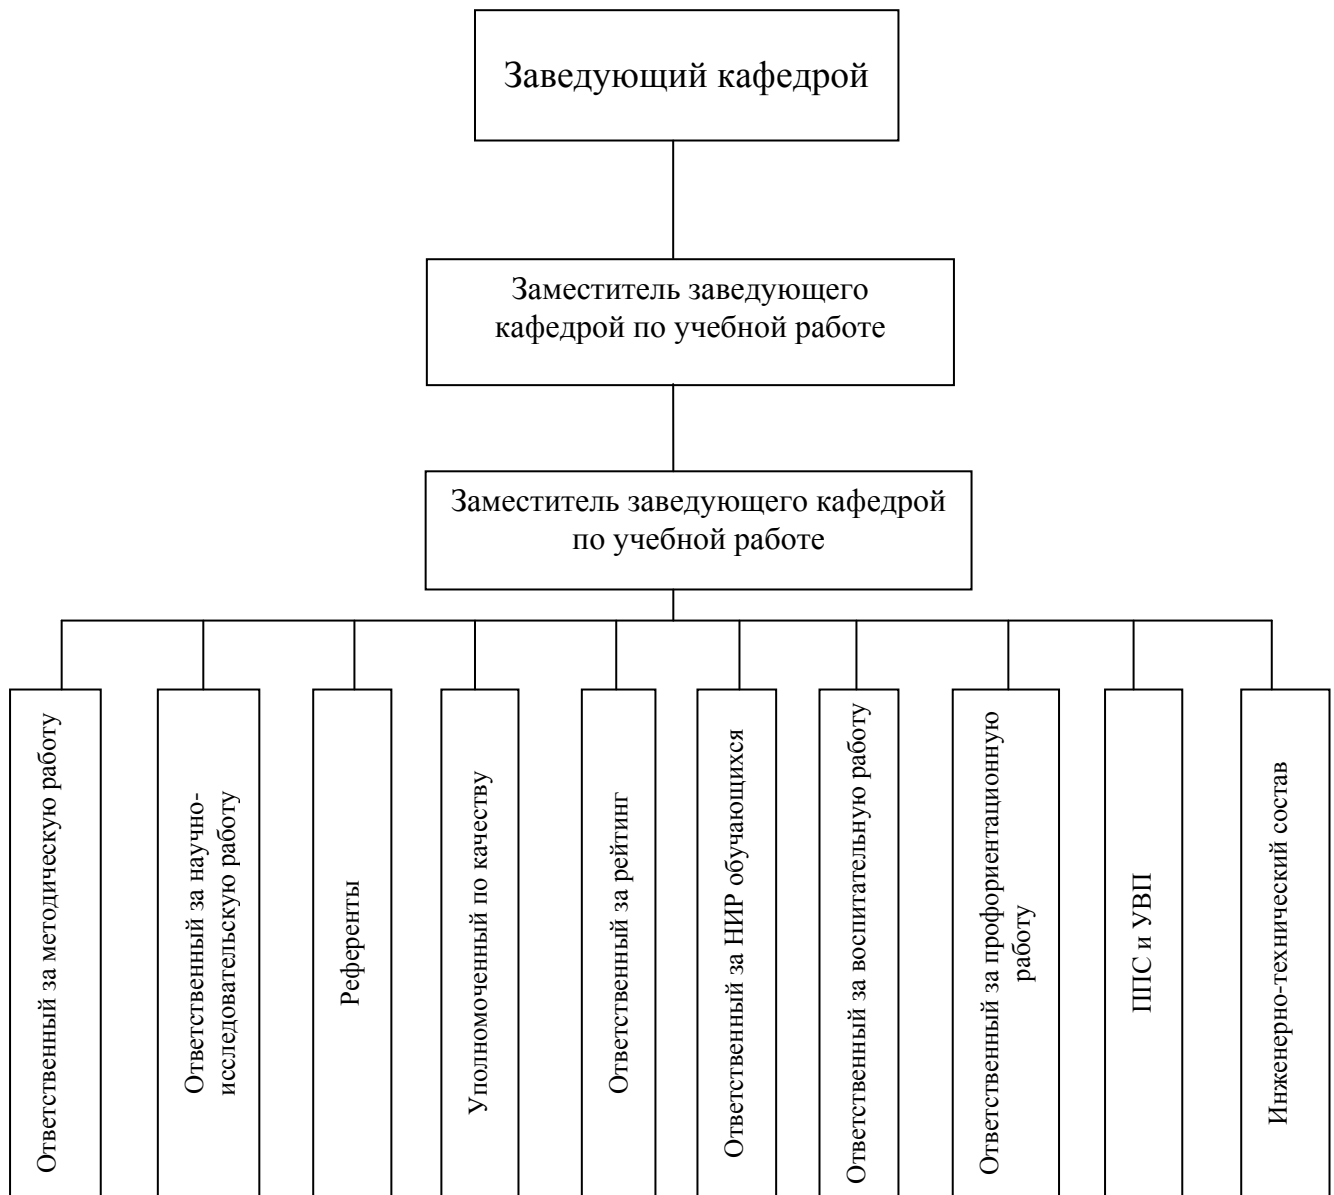 Заведующий кафедрой
Заместитель заведующего
кафедрой по учебной работе
Заместитель заведующего кафедрой
по учебной работе
Ответственный за методическую работу
Ответственный за научно-
исследовательскую работу
Референты
Уполномоченный по качеству
Ответственный за рейтинг
Ответственный за НИР обучающихся
Ответственный за воспитательную работу
Ответственный за профориентационную
работу
ППС и УВП
Инженерно-технический состав